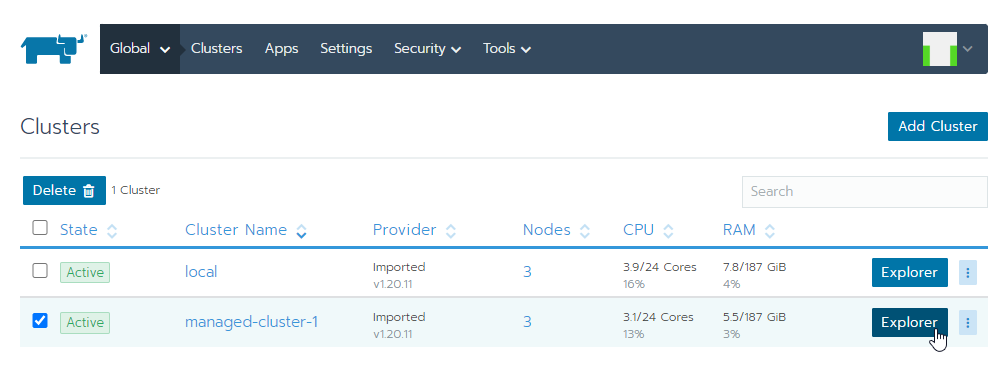 Global Clusters Apps Settings Security Tools
Clusters
Add Cluster
Delete 1 Cluster
Search
State Cluster Name Provider Nodes CPU RAM
Active local Imported 3 3.9/24 Cores 7.8/187 GiB Explorer
v1.20.11 16% 4%
Active managed-cluster-1 Imported 3 3.1/24 Cores 5.5/187 GiB Explorer
v1.20.11 13% 3%